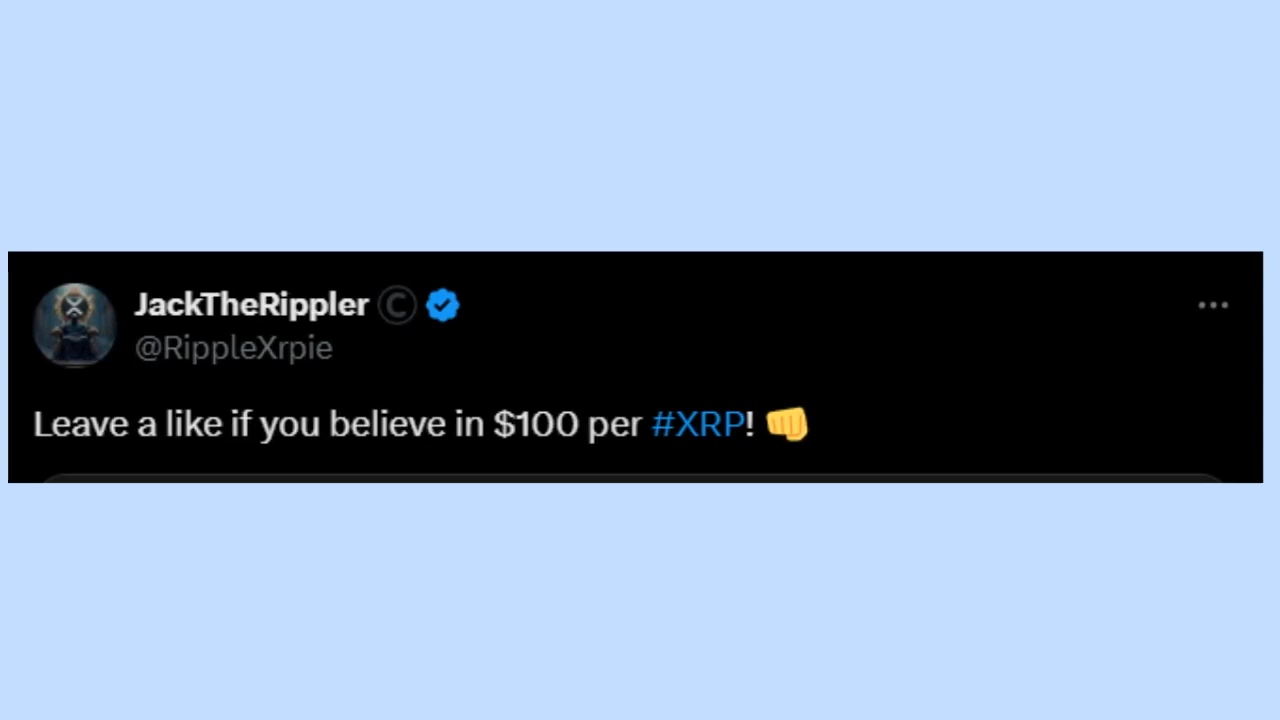 JackTheRippler C
@RippleXrpie
Leave a like if you believe in $100 per #XRP! 👊